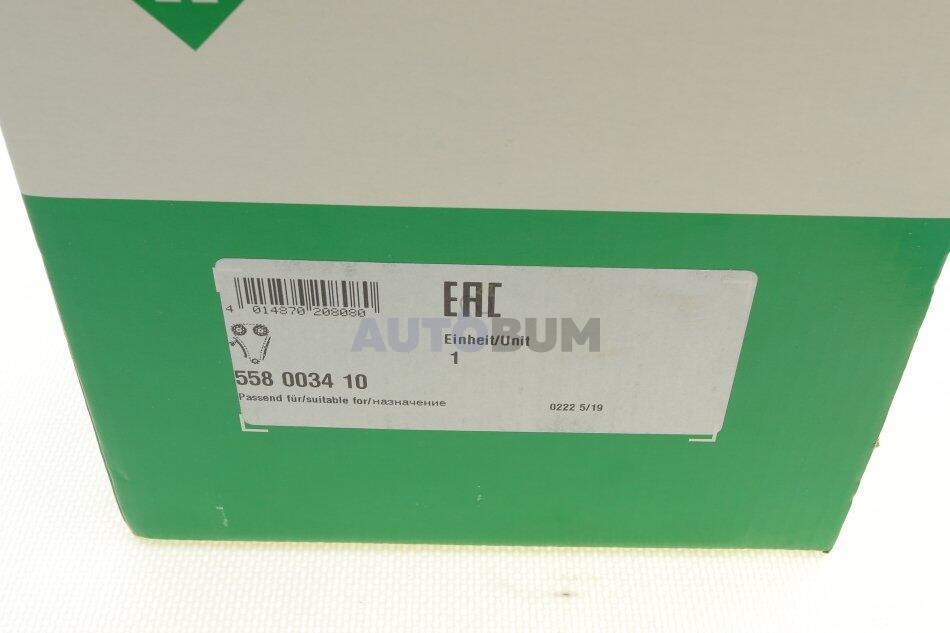 4 014870 208080
EAC
AUTOBUM
Einheit/Unit
1
558 0034 10
Passend für/suitable for/назначение
0222 5/19